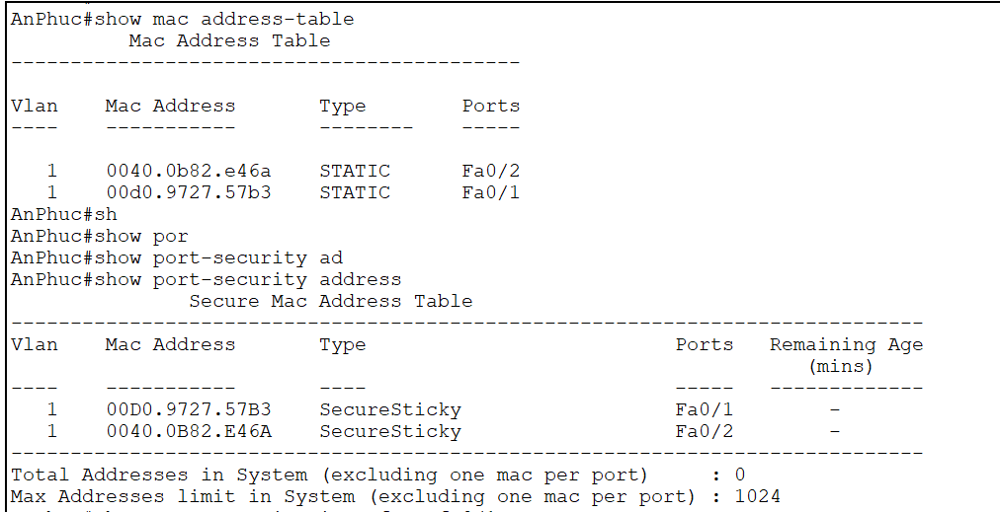 AnPhuc#show mac address-table
          Mac Address Table
-------------------------------------------
Vlan    Mac Address       Type        Ports
----    -----------       --------    -----
   1    0040.0b82.e46a    STATIC      Fa0/2
   1    00d0.9727.57b3    STATIC      Fa0/1
AnPhuc#sh
AnPhuc#show por
AnPhuc#show port-security ad
AnPhuc#show port-security address
               Secure Mac Address Table
-----------------------------------------------------------------------------
Vlan    Mac Address       Type                          Ports   Remaining Age
                                                                   (mins)
----    -----------       ----                          -----   -------------
   1    00D0.9727.57B3    SecureSticky                  Fa0/1        -
   1    0040.0B82.E46A    SecureSticky                  Fa0/2        -
-----------------------------------------------------------------------------
Total Addresses in System (excluding one mac per port)     : 0
Max Addresses limit in System (excluding one mac per port) : 1024